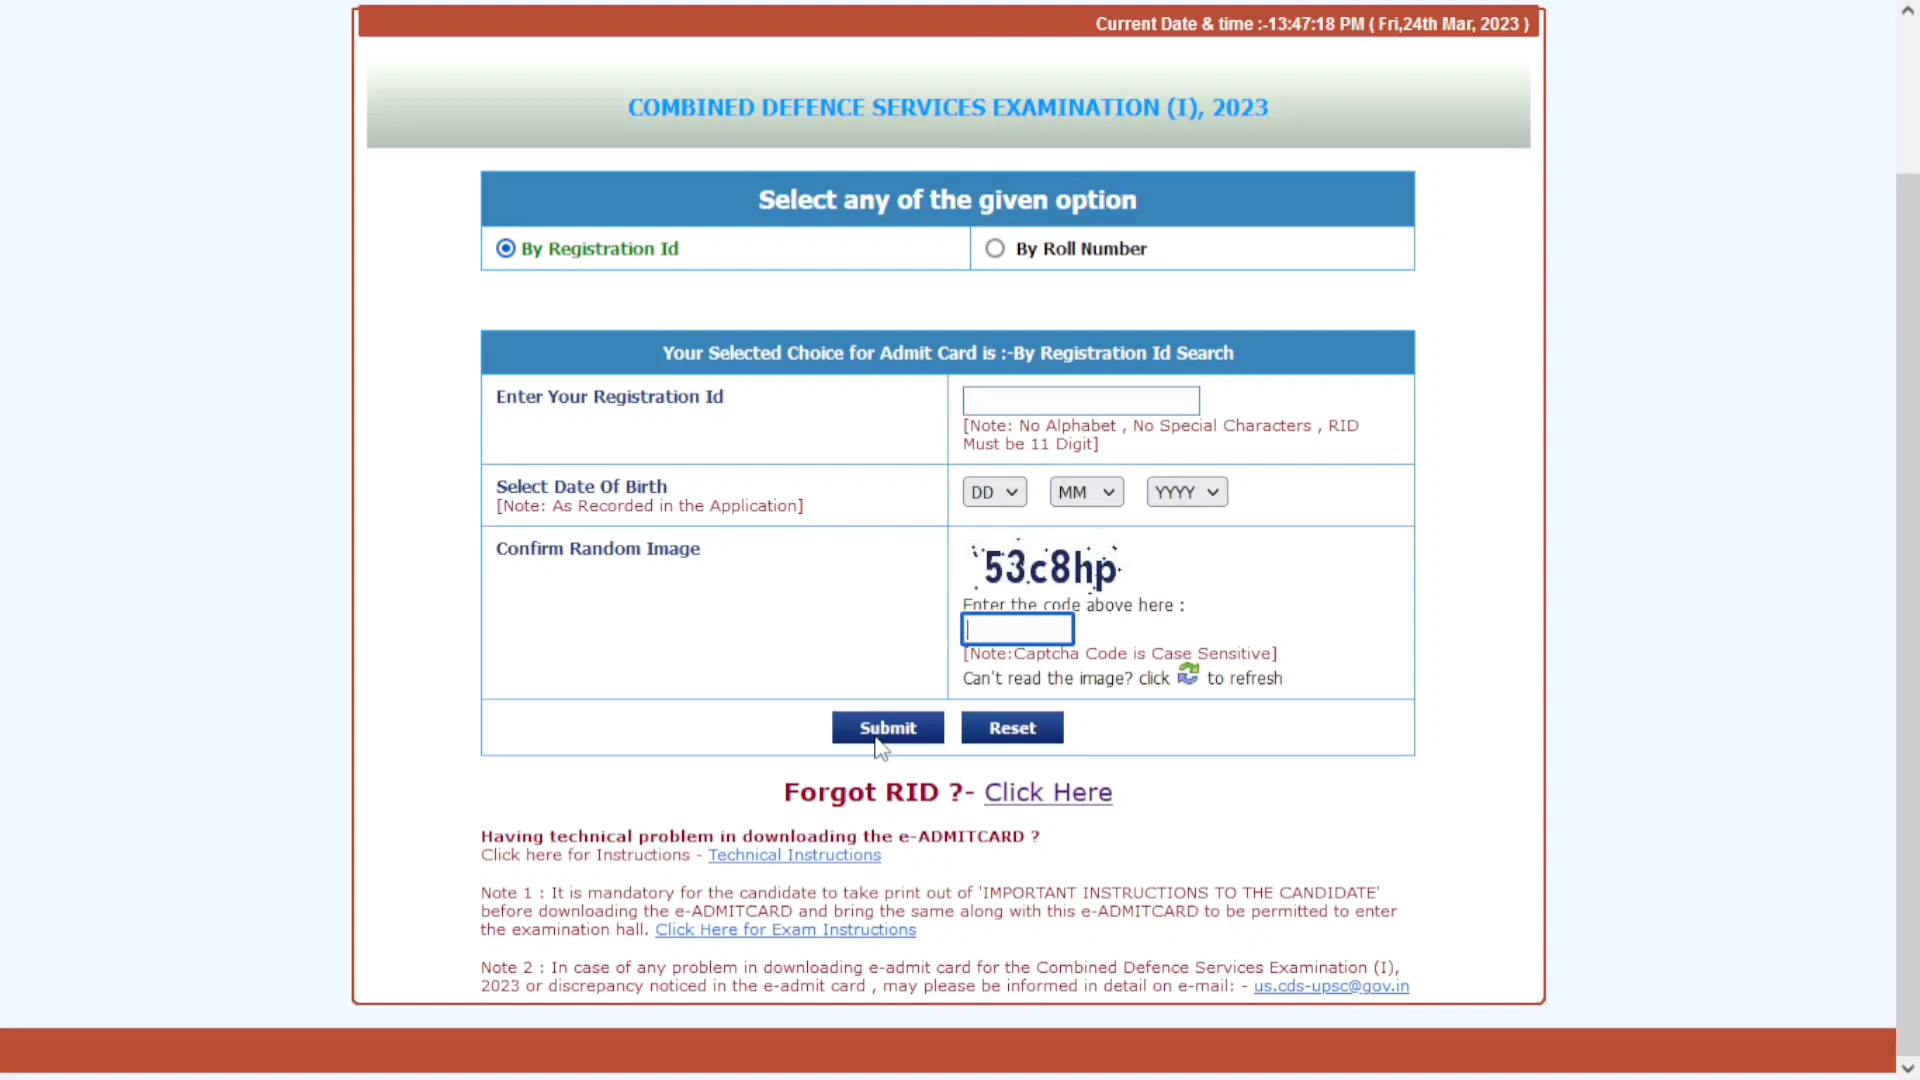 Current Date & time :-13:47:18 PM ( Fri,24th Mar, 2023 )
COMBINED DEFENCE SERVICES EXAMINATION (I), 2023
Select any of the given option
By Registration Id
By Roll Number
Your Selected Choice for Admit Card is :-By Registration Id Search
Enter Your Registration Id
[Note: No Alphabet , No Special Characters , RID
Must be 11 Digit]
Select Date Of Birth
[Note: As Recorded in the Application]
DD MM YYYY
Confirm Random Image
53c8hp
Enter the code above here :
[Note:Captcha Code is Case Sensitive]
Can't read the image? click to refresh
Submit Reset
Forgot RID ?- Click Here
Having technical problem in downloading the e-ADMITCARD ?
Click here for Instructions - Technical Instructions
Note 1 : It is mandatory for the candidate to take print out of 'IMPORTANT INSTRUCTIONS TO THE CANDIDATE'
before downloading the e-ADMITCARD and bring the same along with this e-ADMITCARD to be permitted to enter
the examination hall. Click Here for Exam Instructions
Note 2 : In case of any problem in downloading e-admit card for the Combined Defence Services Examination (I),
2023 or discrepancy noticed in the e-admit card , may please be informed in detail on e-mail: - us.cds-upsc@gov.in